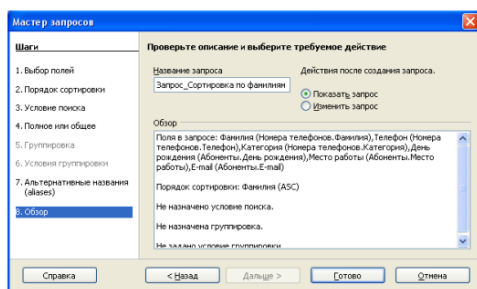 Мастер запросов
Шаги
1. Выбор полей
2. Порядок сортировки
3. Условие поиска
4. Полное или общее
5. Группировка
6. Условия группировки
7. Альтернативные названия
(aliases)
8. Обзор
Проверьте описание и выберите требуемое действие
Название запроса
Запрос_Сортировка по фамилиям
Действия после создания запроса.
Показать запрос
Изменить запрос
Обзор
Поля в запросе: Фамилия (Номера телефонов.Фамилия),Телефон (Номера
телефонов.Телефон),Категория (Номера телефонов.Категория),День
рождения (Абоненты.День рождения),Место работы (Абоненты.Место
работы),E-mail (Абоненты.E-mail)
Порядок сортировки: Фамилия (ASC)
Не назначено условие поиска.
Не назначена группировка.
Не задано условие группировки
Справка
< Назад
Дальше >
Готово
Отмена